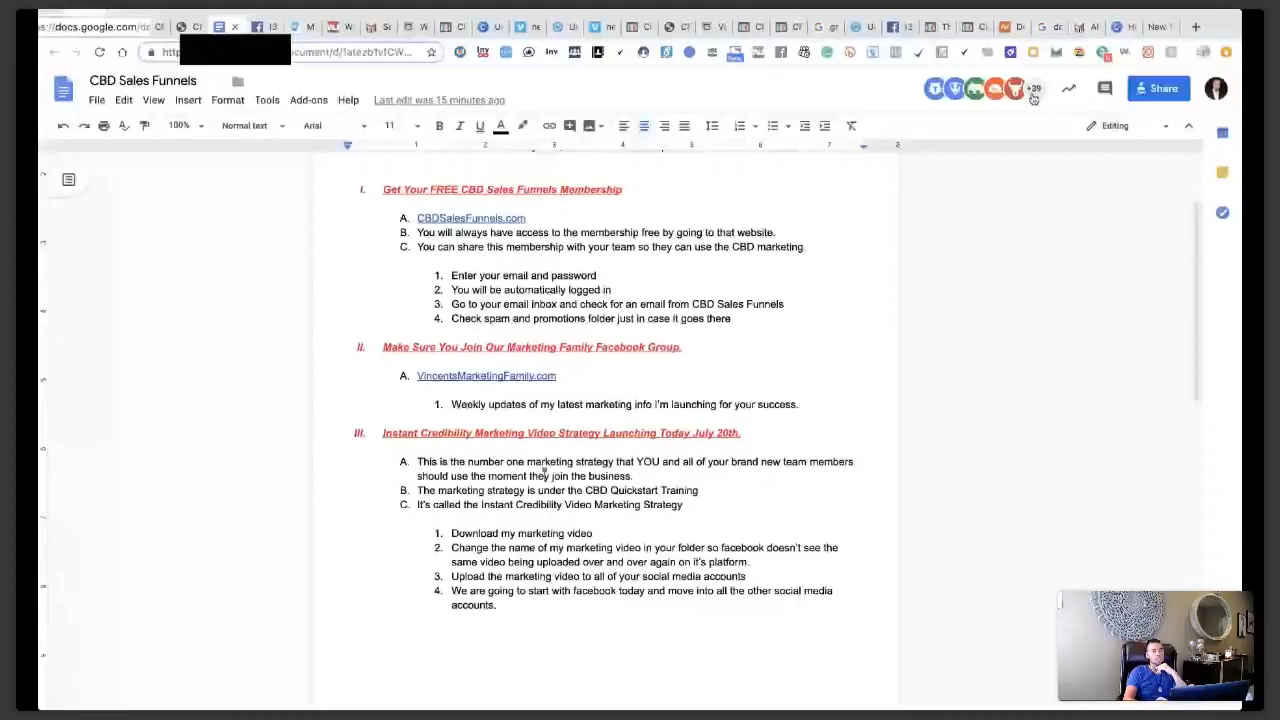 CBD Sales Funnels
File Edit View Insert Format Tools Add-ons Help Last edit was 15 minutes ago
+39
Share
100% Normal text Arial 11 Editing
I. Get Your FREE CBD Sales Funnels Membership
A. CBDSalesFunnels.com
B. You will always have access to the membership free by going to that website.
C. You can share this membership with your team so they can use the CBD marketing.
1. Enter your email and password
2. You will be automatically logged in
3. Go to your email inbox and check for an email from CBD Sales Funnels
4. Check spam and promotions folder just in case it goes there
II. Make Sure You Join Our Marketing Family Facebook Group.
A. VincentsMarketingFamily.com
1. Weekly updates of my latest marketing info I'm launching for your success.
III. Instant Credibility Marketing Video Strategy Launching Today July 20th.
A. This is the number one marketing strategy that YOU and all of your brand new team members
should use the moment they join the business.
B. The marketing strategy is under the CBD Quickstart Training
C. It's called the Instant Credibility Video Marketing Strategy
1. Download my marketing video
2. Change the name of my marketing video in your folder so facebook doesn't see the
same video being uploaded over and over again on it's platform.
3. Upload the marketing video to all of your social media accounts
4. We are going to start with facebook today and move into all the other social media
accounts.